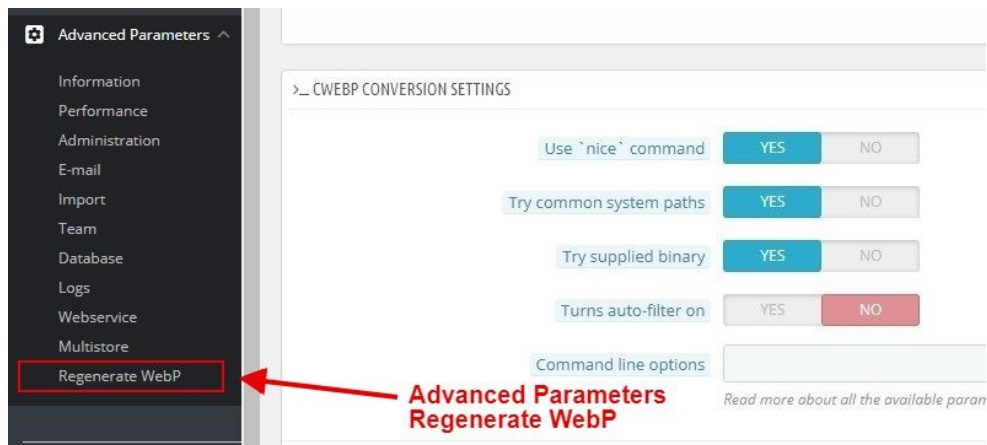 Advanced Parameters
Information
Performance
Administration
E-mail
Import
Team
Database
Logs
Webservice
Multistore
Regenerate WebP
>_ CWEBP CONVERSION SETTINGS
Use `nice` command YES NO
Try common system paths YES NO
Try supplied binary YES NO
Turns auto-filter on YES NO
Command line options
Read more about all the available param
Advanced Parameters
Regenerate WebP